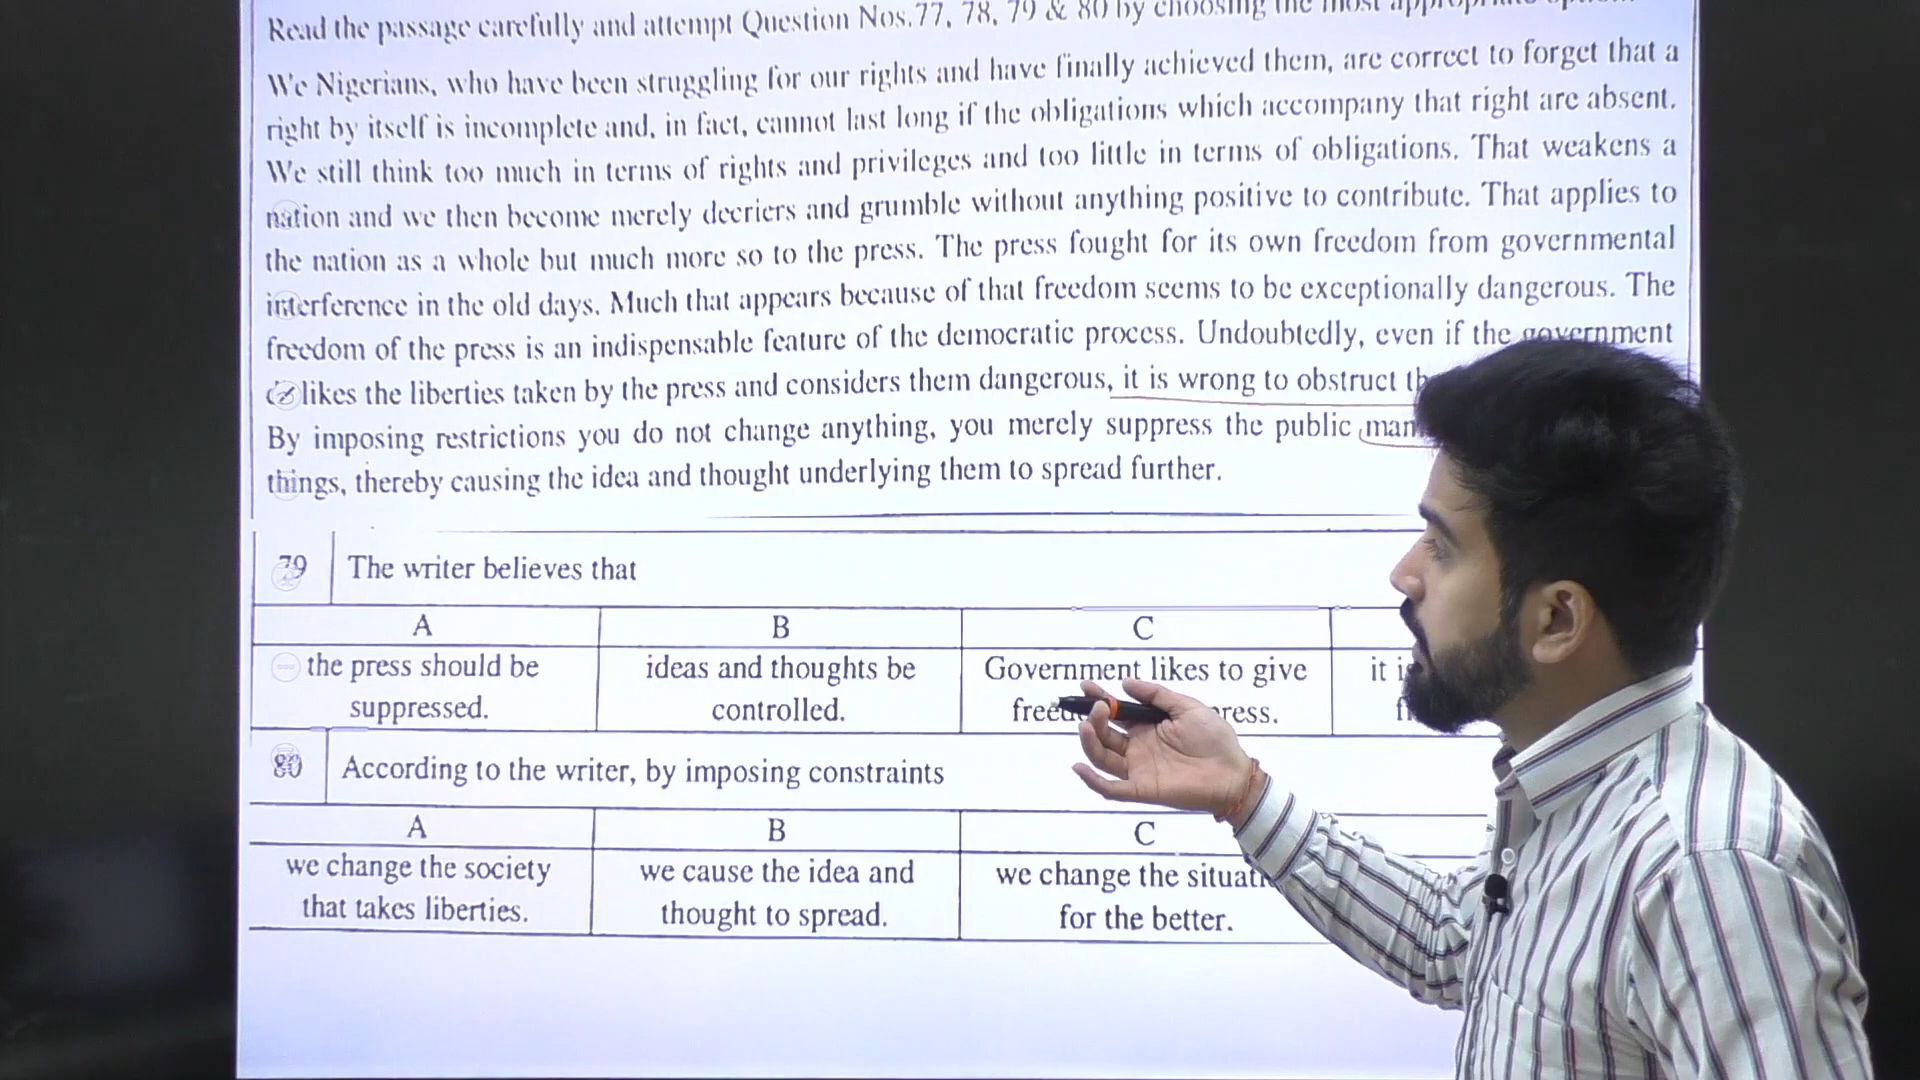 Read the passage carefully and attempt Question Nos.77, 78, 79 & 80 by choosing the most appropriate
We Nigerians, who have been struggling for our rights and have finally achieved them, are correct to forget that a
right by itself is incomplete and, in fact, cannot last long if the obligations which accompany that right are absent.
We still think too much in terms of rights and privileges and too little in terms of obligations. That weakens a
nation and we then become merely decriers and grumble without anything positive to contribute. That applies to
the nation as a whole but much more so to the press. The press fought for its own freedom from governmental
interference in the old days. Much that appears because of that freedom seems to be exceptionally dangerous. The
freedom of the press is an indispensable feature of the democratic process. Undoubtedly, even if the government
likes the liberties taken by the press and considers them dangerous, it is wrong to obstruct
By imposing restrictions you do not change anything, you merely suppress the public
things, thereby causing the idea and thought underlying them to spread further.
79 The writer believes that
A B C
the press should be ideas and thoughts be Government likes to give it
suppressed. controlled.
80 According to the writer, by imposing constraints
A B C
we change the society we cause the idea and we change the
that takes liberties. thought to spread. for the better.